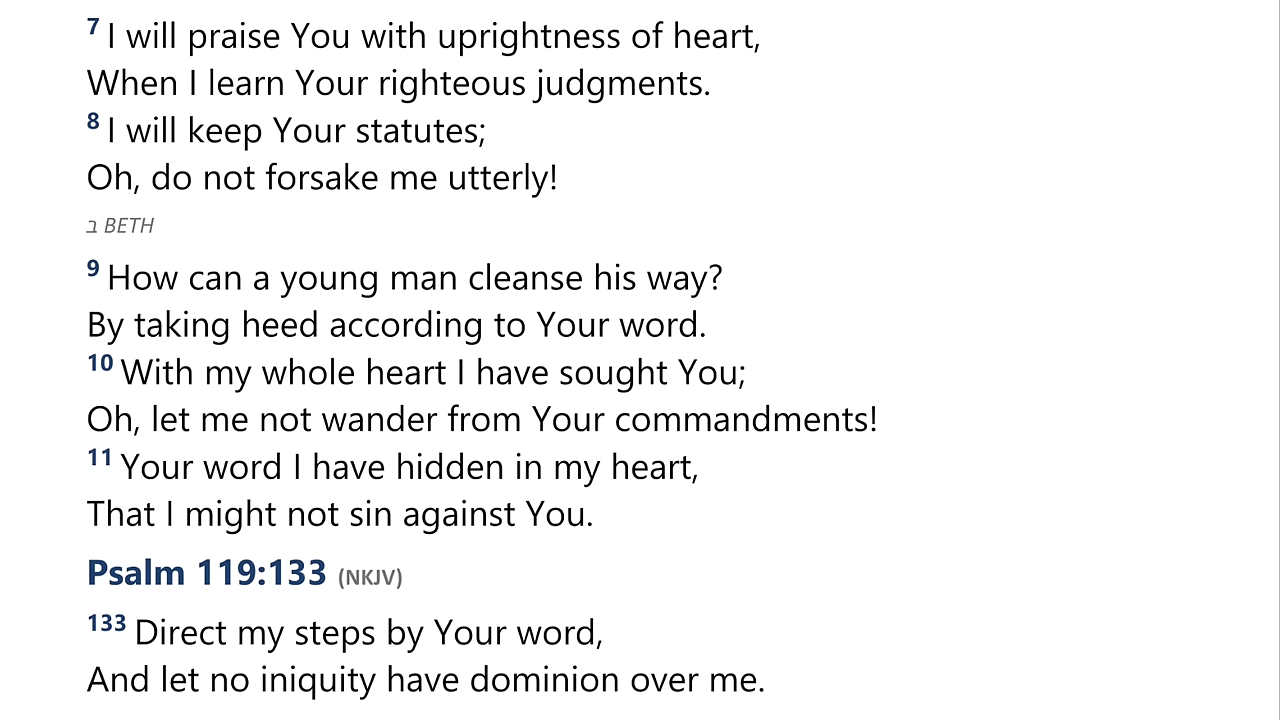 7 I will praise You with uprightness of heart,
When I learn Your righteous judgments.
8 I will keep Your statutes;
Oh, do not forsake me utterly!
ב BETH
9 How can a young man cleanse his way?
By taking heed according to Your word.
10 With my whole heart I have sought You;
Oh, let me not wander from Your commandments!
11 Your word I have hidden in my heart,
That I might not sin against You.
Psalm 119:133 (NKJV)
133 Direct my steps by Your word,
And let no iniquity have dominion over me.